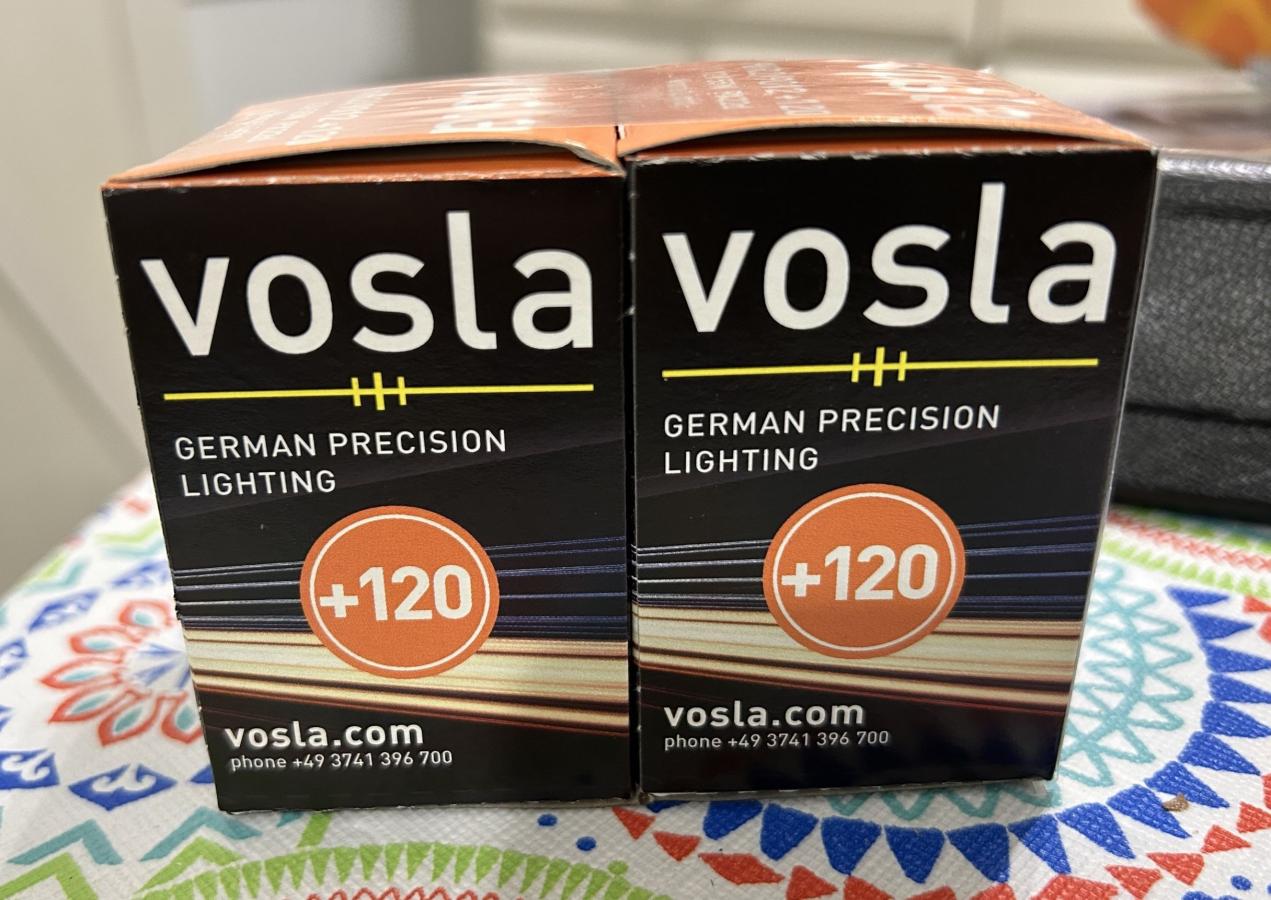 vosla
GERMAN PRECISION
LIGHTING
+120
vosla.com
phone +49 3741 396 700
vosla
GERMAN PRECISION
LIGHTING
+120
vosla.com
phone +49 3741 396 700